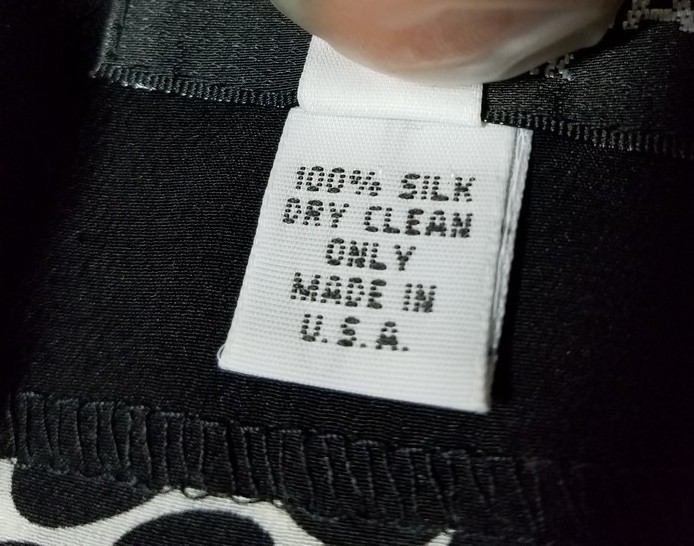 100% SILK
DRY CLEAN
ONLY
MADE IN
U.S.A.